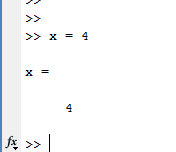 >>
>>
>> x = 4
x =
4
fx >>